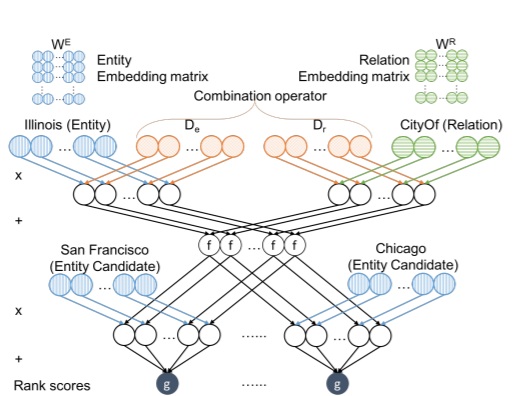 W^E
W^R
Entity
Embedding matrix
Relation
Embedding matrix
Combination operator
Illinois (Entity)
D_e
D_r
CityOf (Relation)
... ... ... ...
x
... ...
+
f f ... f f
San Francisco
(Entity Candidate)
Chicago
(Entity Candidate)
... ...
x
... ...... ...
+
Rank scores
g ...... g